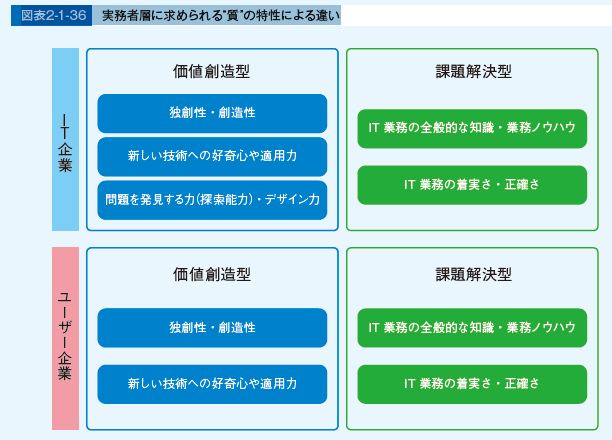 図表2-1-36 実務者層に求められる“質”の特性による違い
IT企業
価値創造型
独創性・創造性
新しい技術への好奇心や適用力
問題を発見する力(探索能力)・デザイン力
課題解決型
IT 業務の全般的な知識・業務ノウハウ
IT 業務の着実さ・正確さ
ユーザー企業
価値創造型
独創性・創造性
新しい技術への好奇心や適用力
課題解決型
IT 業務の全般的な知識・業務ノウハウ
IT 業務の着実さ・正確さ